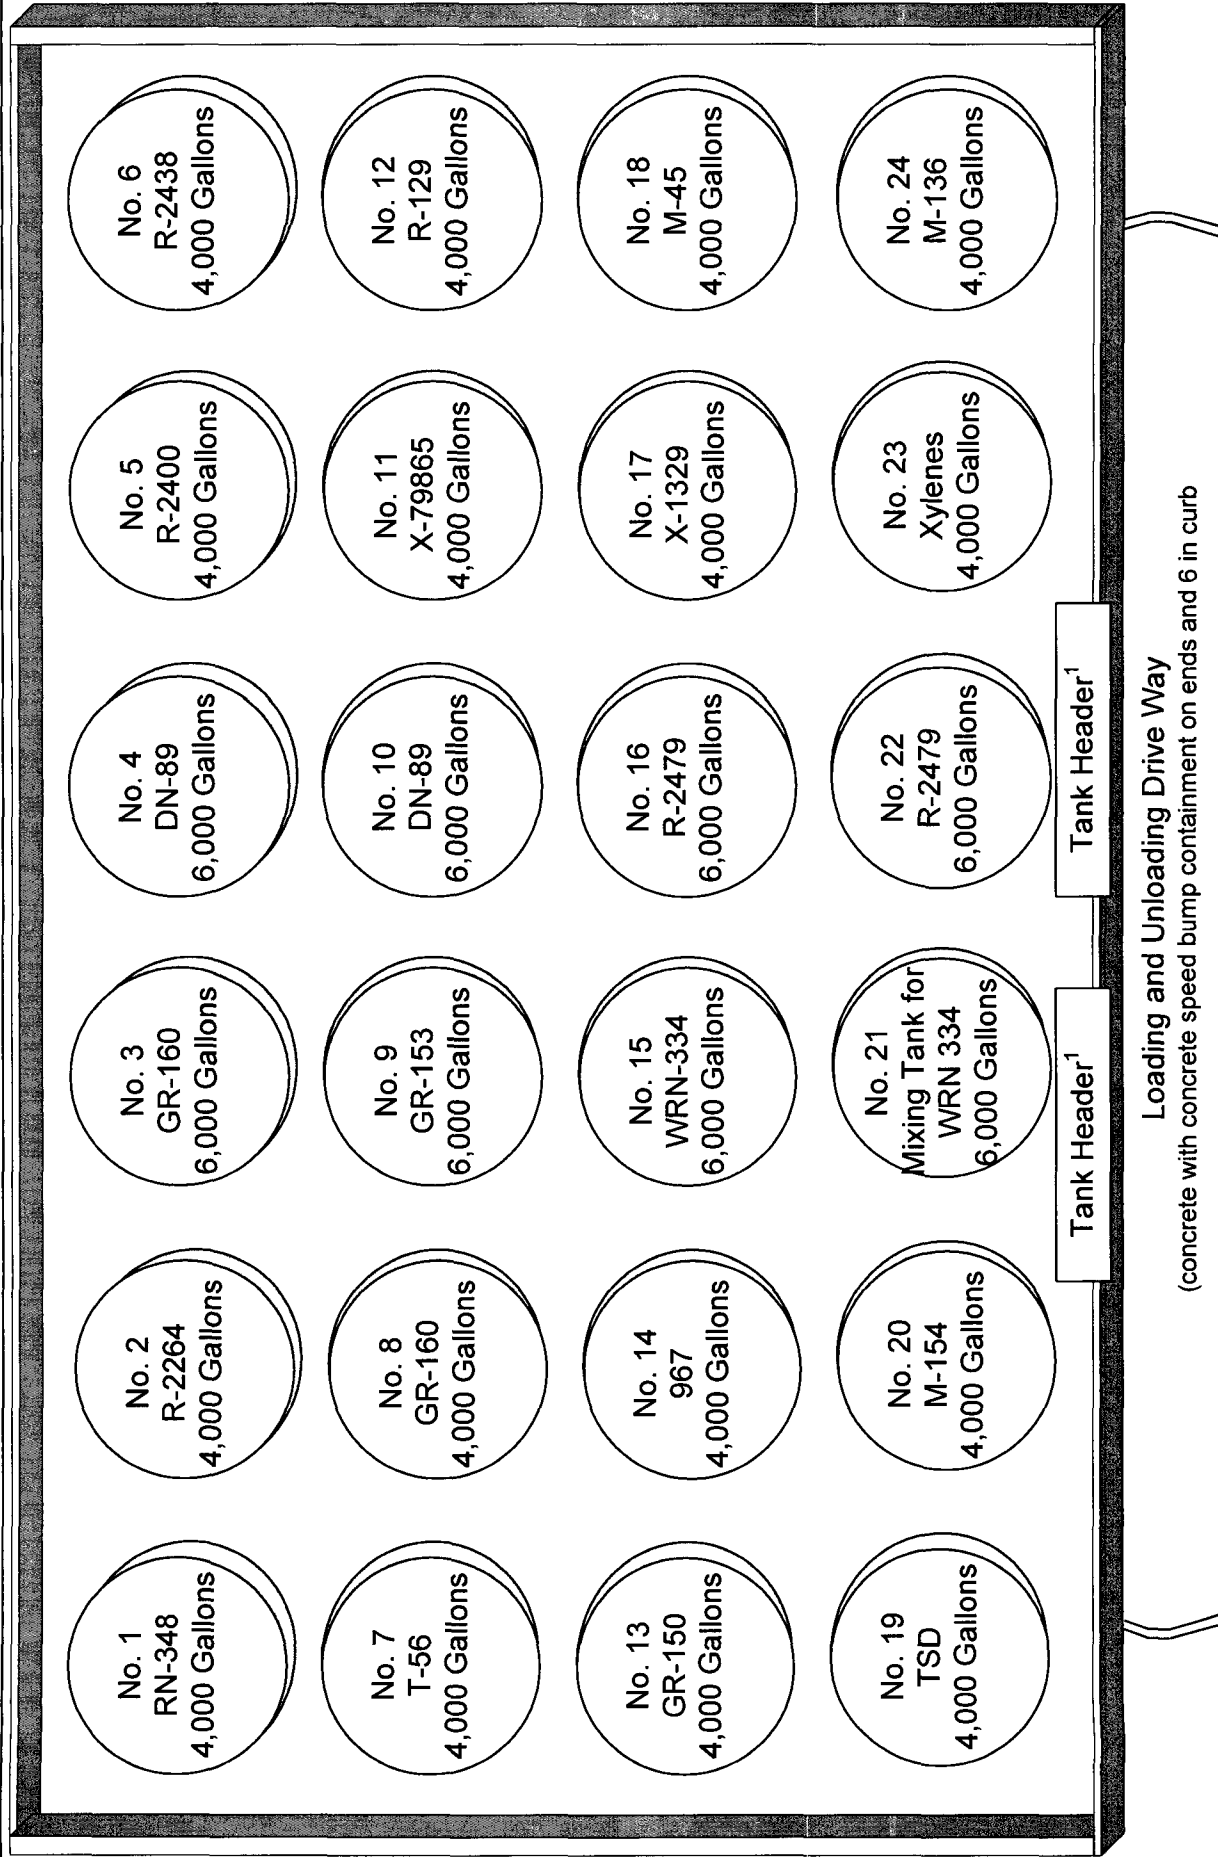 No. 1
RN-348
4,000 Gallons
No. 2
R-2264
4,000 Gallons
No. 3
GR-160
6,000 Gallons
No. 4
DN-89
6,000 Gallons
No. 5
R-2400
4,000 Gallons
No. 6
R-2438
4,000 Gallons
No. 7
T-56
4,000 Gallons
No. 8
GR-160
4,000 Gallons
No. 9
GR-153
6,000 Gallons
No. 10
DN-89
6,000 Gallons
No. 11
X-79865
4,000 Gallons
No. 12
R-129
4,000 Gallons
No. 13
GR-150
4,000 Gallons
No. 14
967
4,000 Gallons
No. 15
WRN-334
6,000 Gallons
No. 16
R-2479
6,000 Gallons
No. 17
X-1329
4,000 Gallons
No. 18
M-45
4,000 Gallons
No. 19
TSD
4,000 Gallons
No. 20
M-154
4,000 Gallons
No. 21
Mixing Tank for
WRN 334
6,000 Gallons
No. 22
R-2479
6,000 Gallons
No. 23
Xylenes
4,000 Gallons
No. 24
M-136
4,000 Gallons
Tank Header¹
Tank Header¹
Loading and Unloading Drive Way
(concrete with concrete speed bump containment on ends and 6 in curb